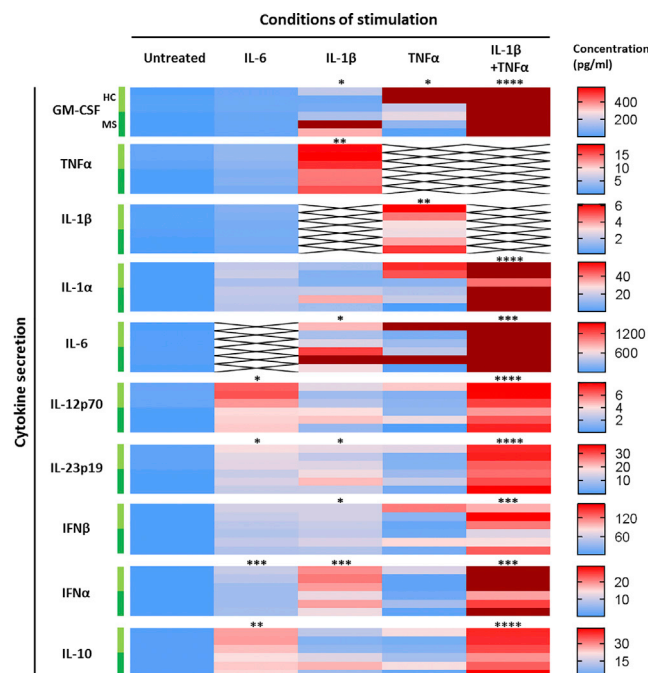 Conditions of stimulation
Untreated IL-6 IL-1β TNFα IL-1β +TNFα
Concentration (pg/ml)
Cytokine secretion
* * ****
HC
GM-CSF
MS
400
200
**
TNFα
15
10
5
**
IL-1β
6
4
2
****
IL-1α
40
20
* ***
IL-6
1200
600
* ****
IL-12p70
6
4
2
* * ****
IL-23p19
30
20
10
* ***
IFNβ
120
60
*** *** ***
IFNα
20
10
** ****
IL-10
30
15